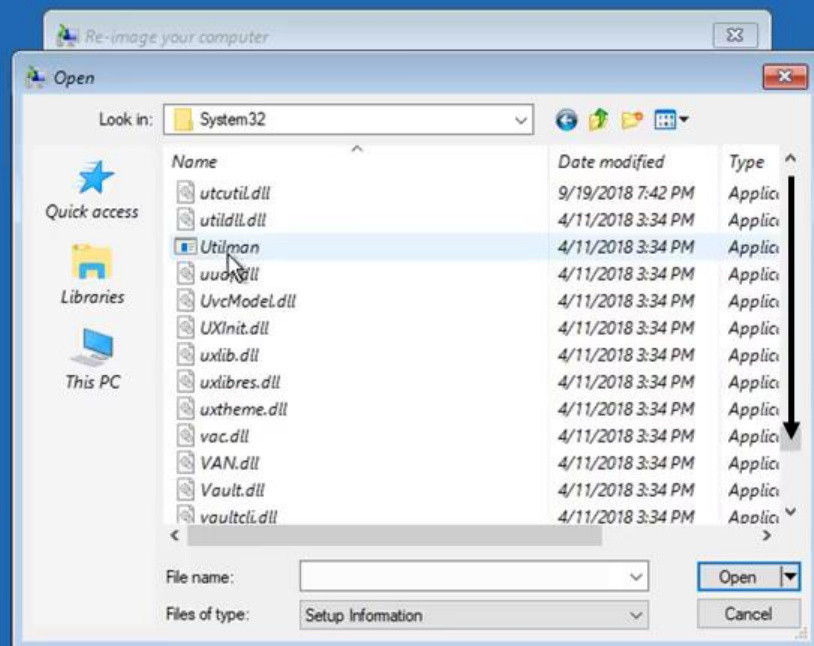 Re-image your computer
Open
Look in: System32
Name Date modified Type
utcutil.dll 9/19/2018 7:42 PM Applic
utildll.dll 4/11/2018 3:34 PM Applic
Utilman 4/11/2018 3:34 PM Applic
dll 4/11/2018 3:34 PM Applic
UvcModel.dll 4/11/2018 3:34 PM Applic
UXInit.dll 4/11/2018 3:34 PM Applic
uxlib.dll 4/11/2018 3:34 PM Applic
uxlibres.dll 4/11/2018 3:34 PM Applic
uxtheme.dll 4/11/2018 3:34 PM Applic
vac.dll 4/11/2018 3:34 PM Applic
VAN.dll 4/11/2018 3:34 PM Applic
Vault.dll 4/11/2018 3:34 PM Applic
vaultcli.dll 4/11/2018 3:34 PM Applic
Quick access
Libraries
This PC
File name:
Open
Files of type: Setup Information
Cancel